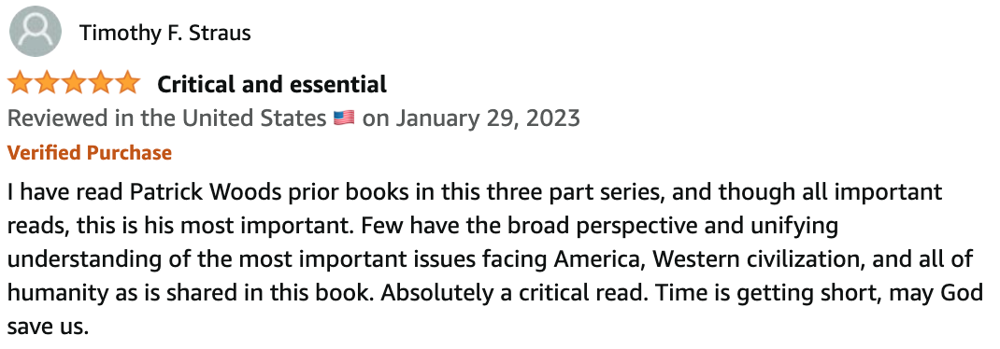 Timothy F. Straus
Critical and essential
Reviewed in the United States 🇺🇸 on January 29, 2023
Verified Purchase
I have read Patrick Woods prior books in this three part series, and though all important
reads, this is his most important. Few have the broad perspective and unifying
understanding of the most important issues facing America, Western civilization, and all of
humanity as is shared in this book. Absolutely a critical read. Time is getting short, may God
save us.